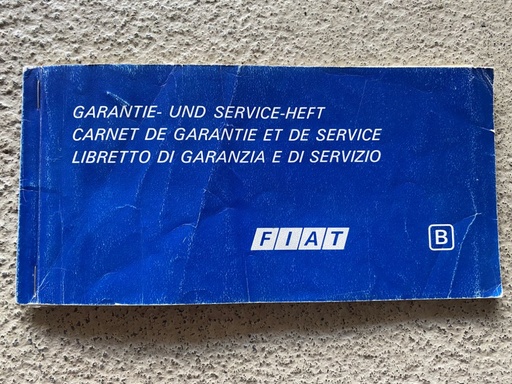 GARANTIE- UND SERVICE-HEFT
CARNET DE GARANTIE ET DE SERVICE
LIBRETTO DI GARANZIA E DI SERVIZIO
FIAT
B